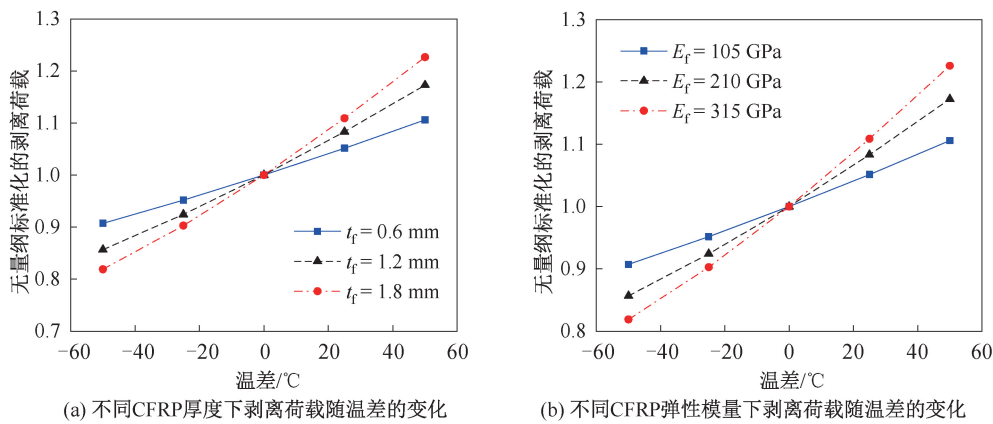 无量纲标准化的剥离荷载
1.3
1.2
1.1
1.0
0.9
0.8
0.7
−60
−40
−20
0
20
40
60
温差/℃
tf = 0.6 mm
tf = 1.2 mm
tf = 1.8 mm
(a) 不同CFRP厚度下剥离荷载随温差的变化
无量纲标准化的剥离荷载
1.3
1.2
1.1
1.0
0.9
0.8
−60
−40
−20
0
20
40
60
温差/℃
Ef = 105 GPa
Ef = 210 GPa
Ef = 315 GPa
(b) 不同CFRP弹性模量下剥离荷载随温差的变化